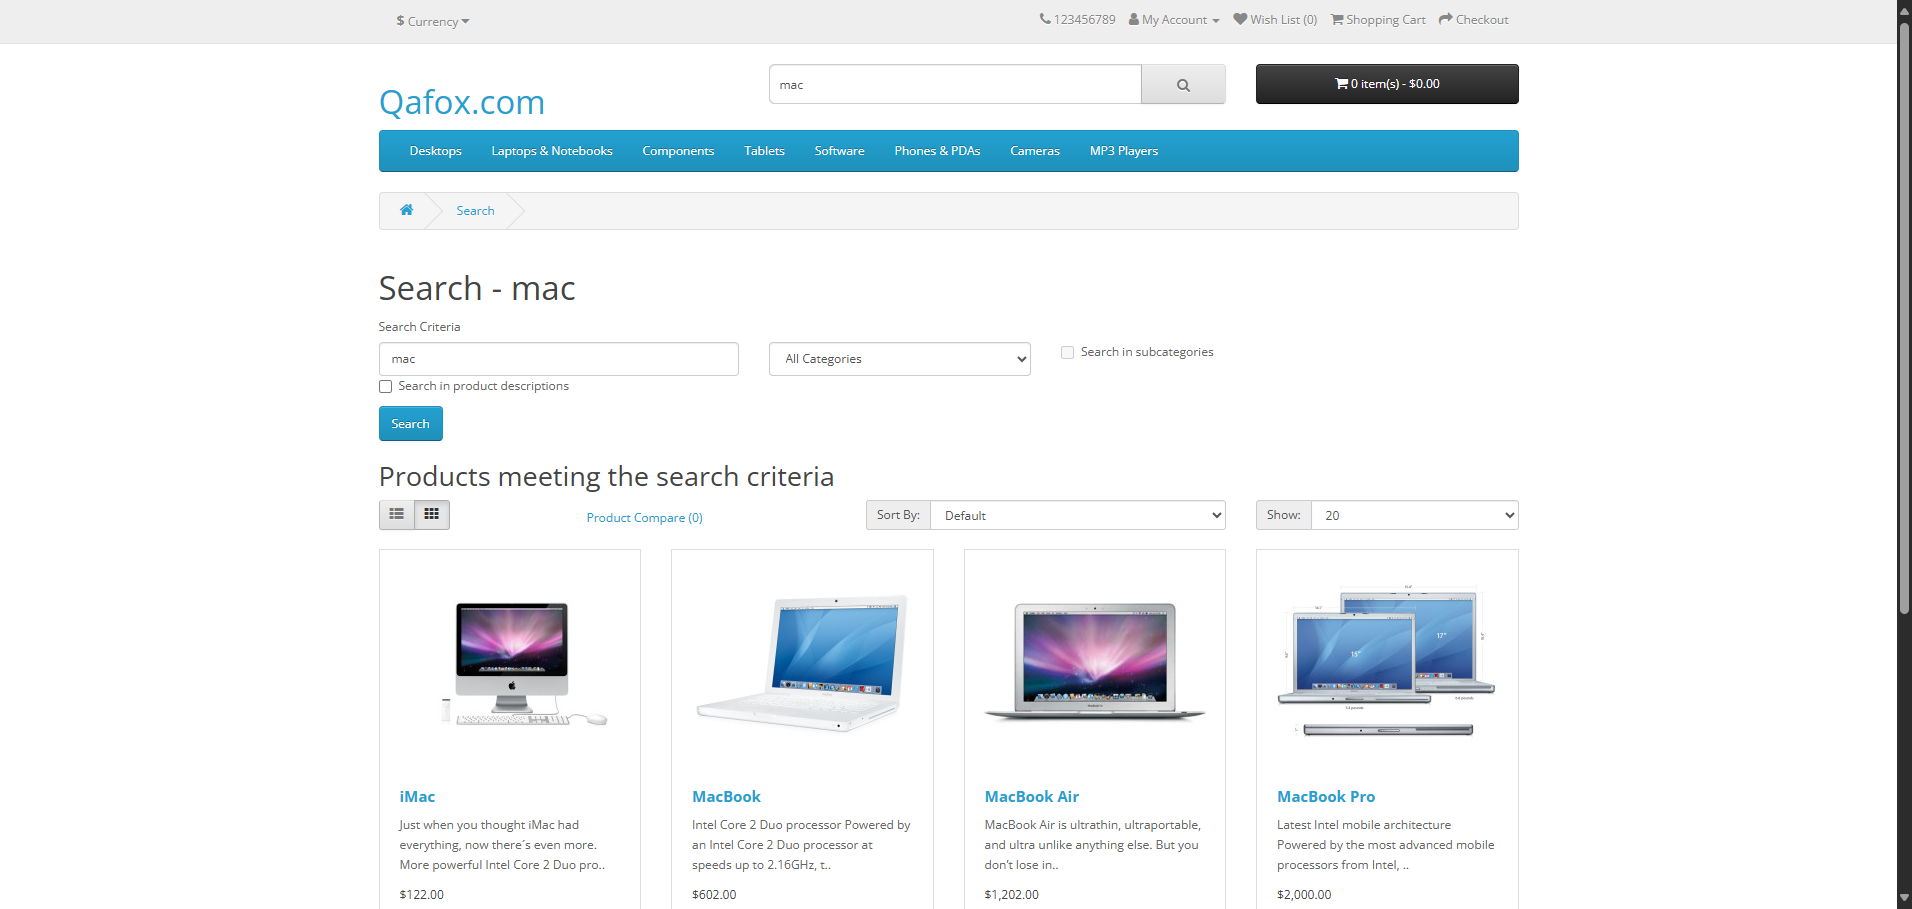 $ Currency
123456789 My Account Wish List (0) Shopping Cart Checkout
Qafox.com
mac
0 item(s) - $0.00
Desktops Laptops & Notebooks Components Tablets Software Phones & PDAs Cameras MP3 Players
Search
Search - mac
Search Criteria
mac
All Categories
Search in subcategories
Search in product descriptions
Search
Products meeting the search criteria
Product Compare (0)
Sort By: Default
Show: 20
15"
17"
iMac
Just when you thought iMac had
everything, now there´s even more.
More powerful Intel Core 2 Duo pro..
$122.00
MacBook
Intel Core 2 Duo processor Powered by
an Intel Core 2 Duo processor at
speeds up to 2.16GHz, t..
$602.00
MacBook Air
MacBook Air is ultrathin, ultraportable,
and ultra unlike anything else. But you
don't lose in..
$1,202.00
MacBook Pro
Latest Intel mobile architecture
Powered by the most advanced mobile
processors from Intel, ..
$2,000.00